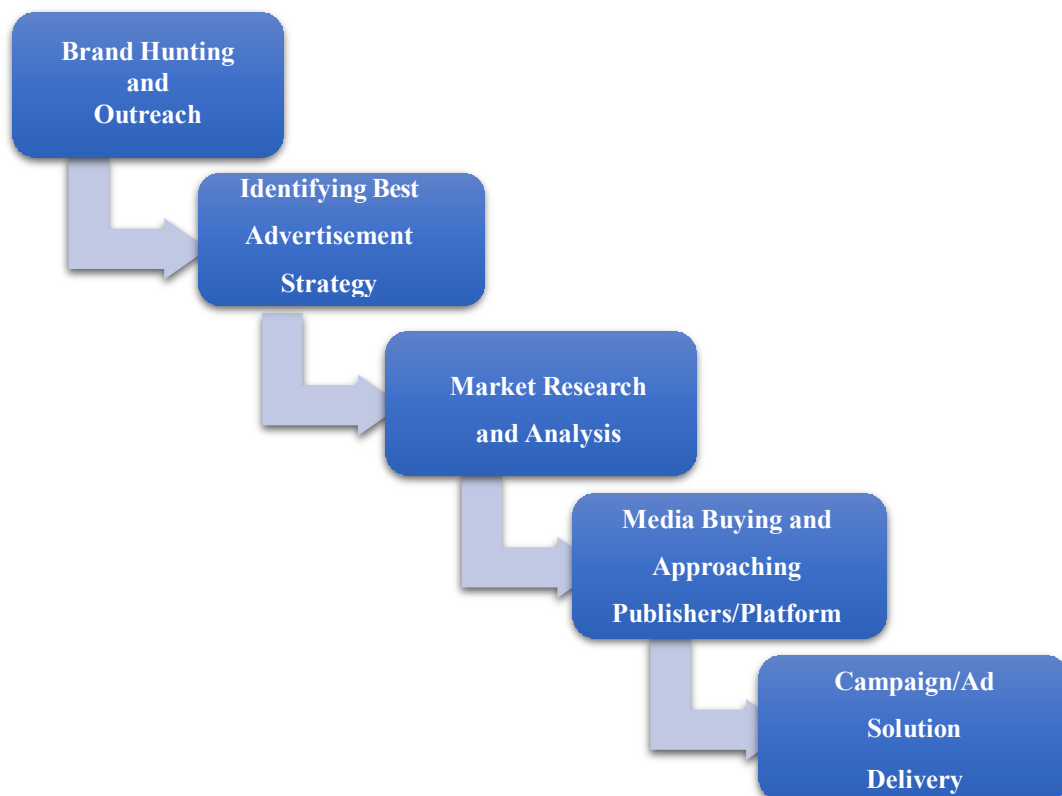 Brand Hunting
and
Outreach
Identifying Best
Advertisement
Strategy
Market Research
and Analysis
Media Buying and
Approaching
Publishers/Platform
Campaign/Ad
Solution
Delivery